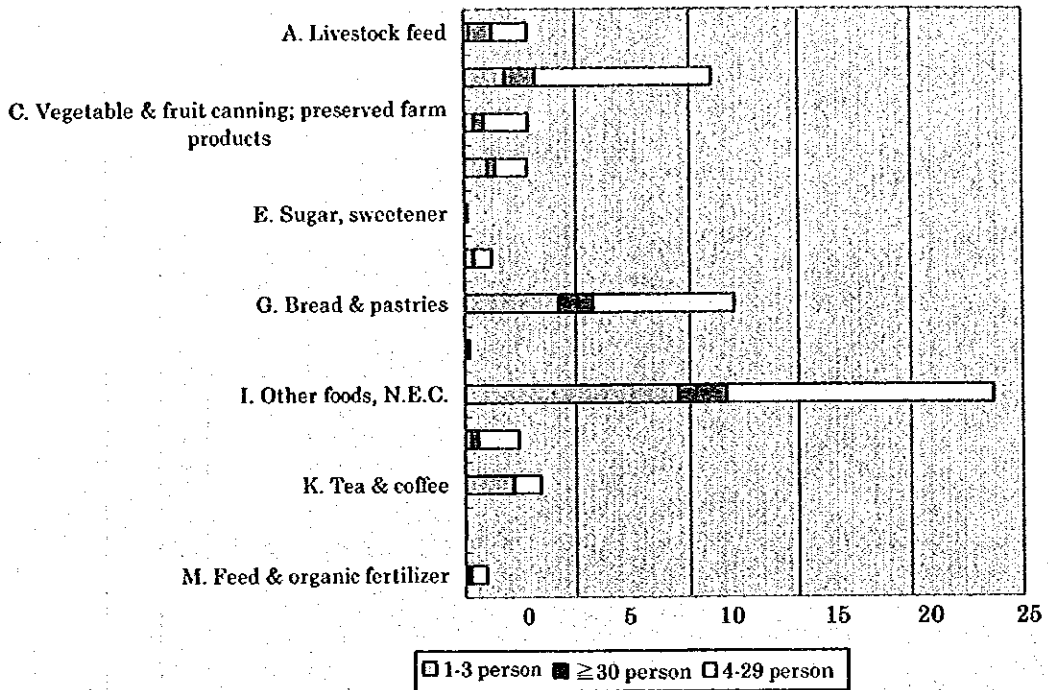 A. Livestock feed
C. Vegetable & fruit canning; preserved farm
products
E. Sugar, sweetener
G. Bread & pastries
I. Other foods, N.E.C.
K. Tea & coffee
M. Feed & organic fertilizer
0 5 10 15 20 25
1-3 person ≧30 person 4-29 person